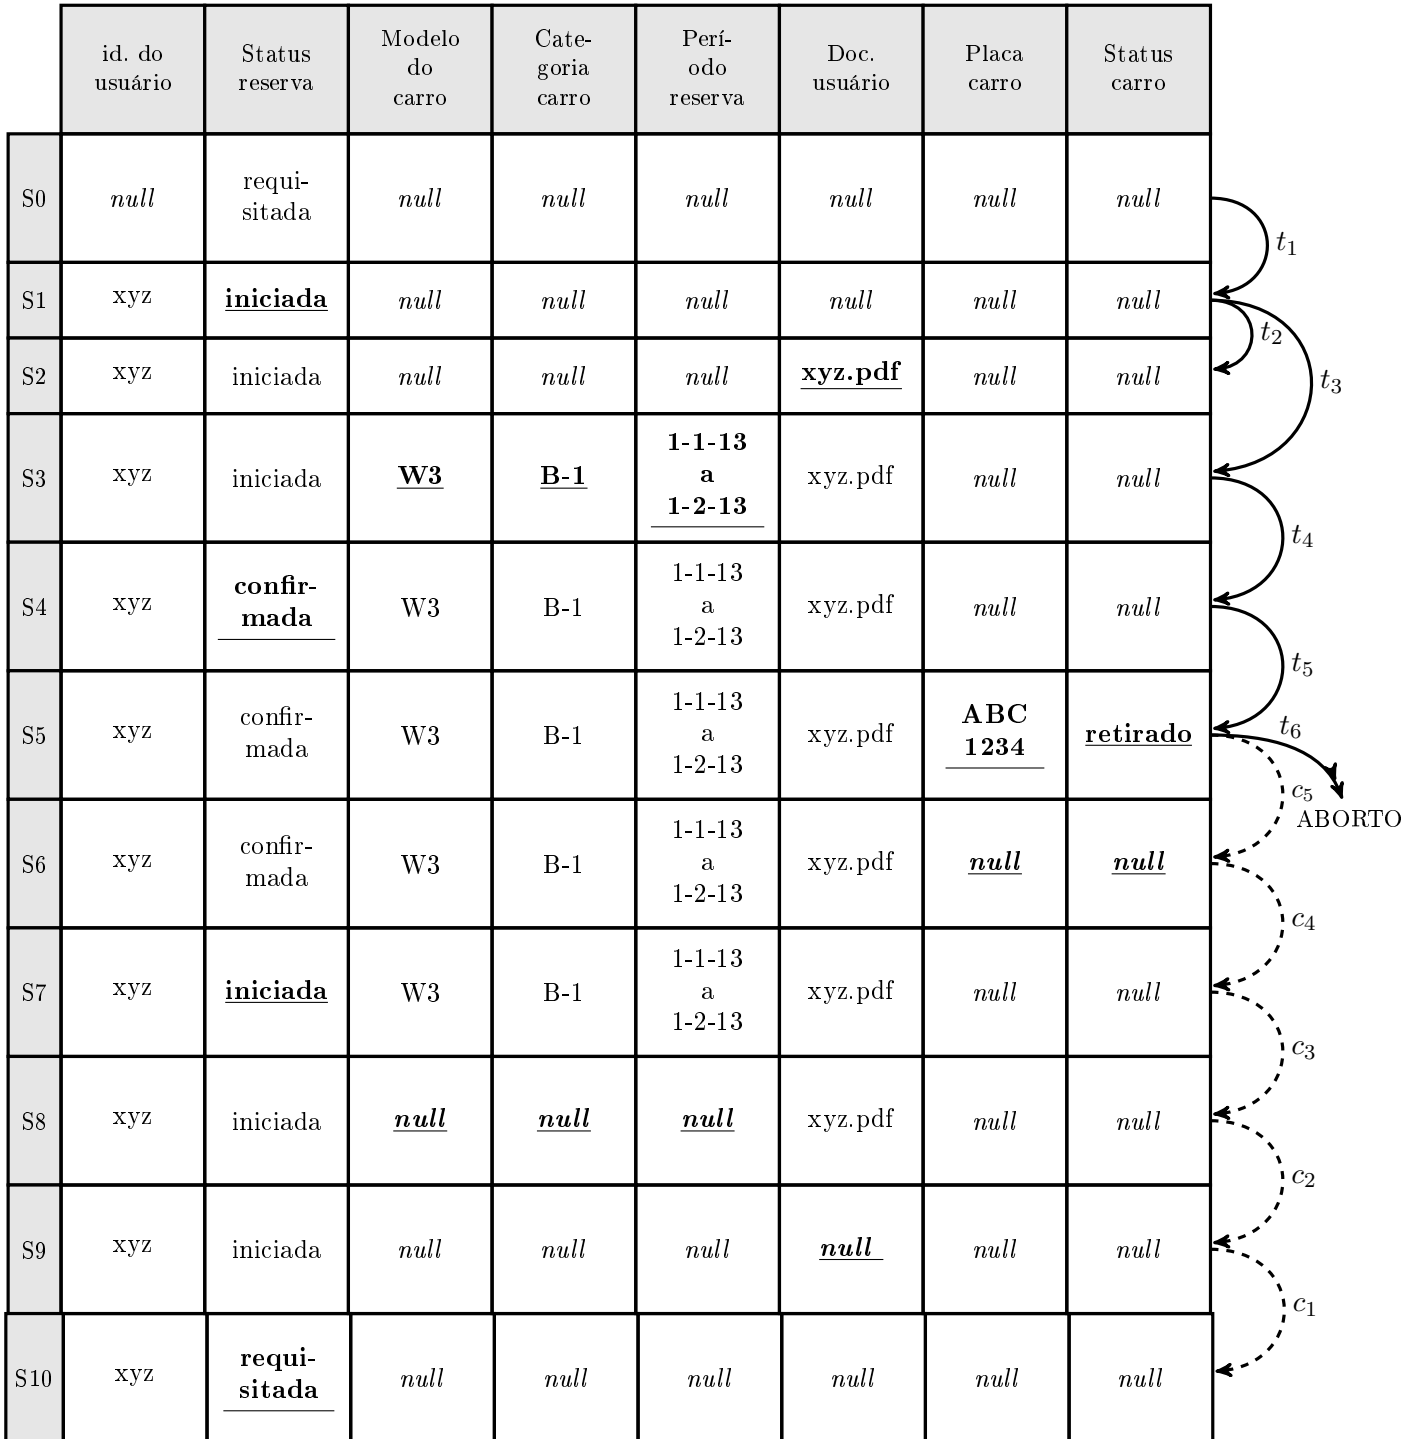 id. do
usuário
Status
reserva
Modelo
do
carro
Cate-
goria
carro
Perí-
odo
reserva
Doc.
usuário
Placa
carro
Status
carro
S0
null
requi-
sitada
null
null
null
null
null
null
t1
S1
xyz
iniciada
null
null
null
null
null
null
t2
S2
xyz
iniciada
null
null
null
xyz.pdf
null
null
t3
S3
xyz
iniciada
W3
B-1
1-1-13
a
1-2-13
xyz.pdf
null
null
t4
S4
xyz
confir-
mada
W3
B-1
1-1-13
a
1-2-13
xyz.pdf
null
null
t5
S5
xyz
confir-
mada
W3
B-1
1-1-13
a
1-2-13
xyz.pdf
ABC
1234
retirado
t6
c5
ABORTO
S6
xyz
confir-
mada
W3
B-1
1-1-13
a
1-2-13
xyz.pdf
null
null
c4
S7
xyz
iniciada
W3
B-1
1-1-13
a
1-2-13
xyz.pdf
null
null
c3
S8
xyz
iniciada
null
null
null
xyz.pdf
null
null
c2
S9
xyz
iniciada
null
null
null
null
null
null
c1
S10
xyz
requi-
sitada
null
null
null
null
null
null